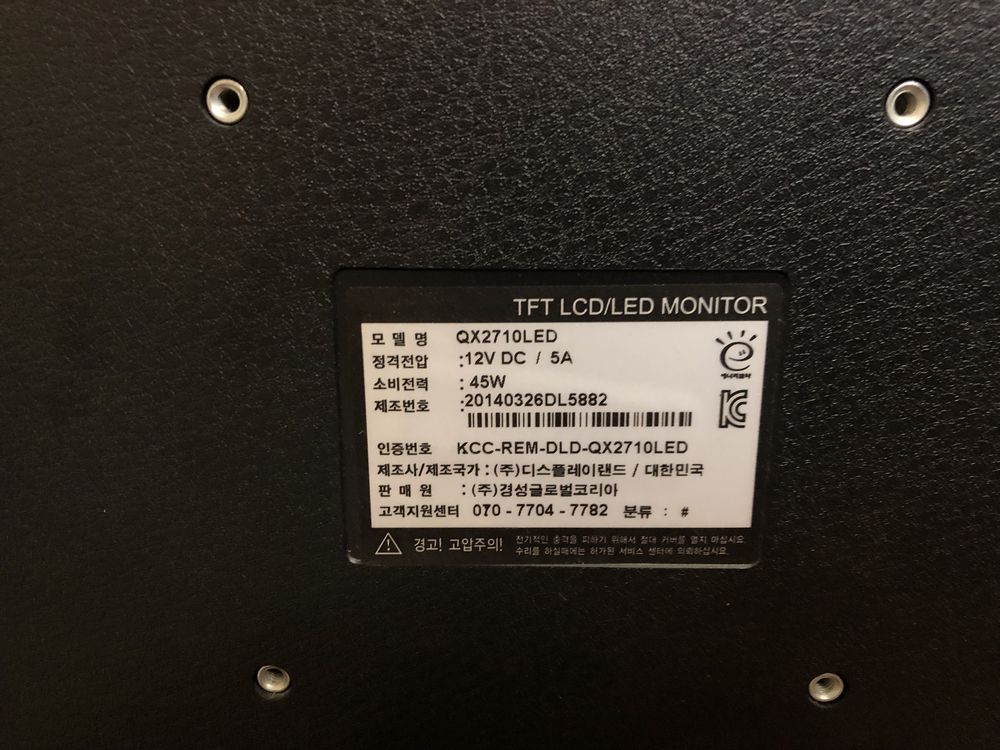 TFT LCD/LED MONITOR
모 델 명 QX2710LED
정격전압 :12V DC / 5A
소비전력 : 45W
제조번호 :20140326DL5882
인증번호 KCC-REM-DLD-QX2710LED
제조사/제조국가 : (주)디스플레이랜드 / 대한민국
판 매 원 : (주)경성글로벌코리아
고객지원센터 070 - 7704 - 7782 분류 : #
경고! 고압주의!
전기적인 충격을 피하기 위해서 절대 커버를 열지 마십시요.
수리를 하실때에는 허가된 서비스 센터에 의뢰하십시요.